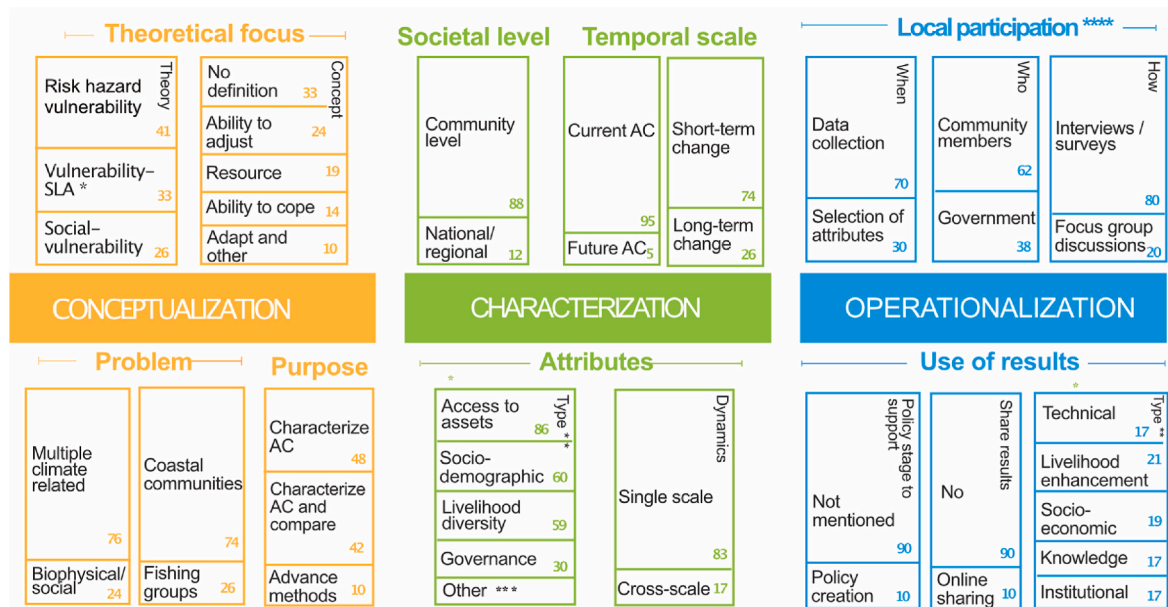 Theoretical focus
Theory
Risk hazard
vulnerability
41
Vulnerability–
SLA *
33
Social-
vulnerability
26
Concept
No
definition
33
Ability to
adjust
24
Resource
19
Ability to cope
14
Adapt and
other
10
Societal level
Community
level
88
National/
regional
12
Temporal scale
Current AC
95
Future AC
5
Short-term
change
74
Long-term
change
26
Local participation ****
When
Data
collection
70
Selection of
attributes
30
Who
Community
members
62
Government
38
How
Interviews /
surveys
80
Focus group
discussions
20
CONCEPTUALIZATION
CHARACTERIZATION
OPERATIONALIZATION
Problem
Multiple
climate
related
76
Biophysical/
social
24
Coastal
communities
74
Fishing
groups
26
Purpose
Characterize
AC
48
Characterize
AC and
compare
42
Advance
methods
10
Attributes
*
Type **
Access to
assets
86
Socio-
demographic
60
Livelihood
diversity
59
Governance
30
Other ***
Dynamics
Single scale
83
Cross-scale
17
Use of results
*
Policy stage to
support
Not
mentioned
90
Policy
creation
10
Share results
No
90
Online
sharing
10
Type **
Technical
17
Livelihood
enhancement
21
Socio-
economic
19
Knowledge
17
Institutional
17